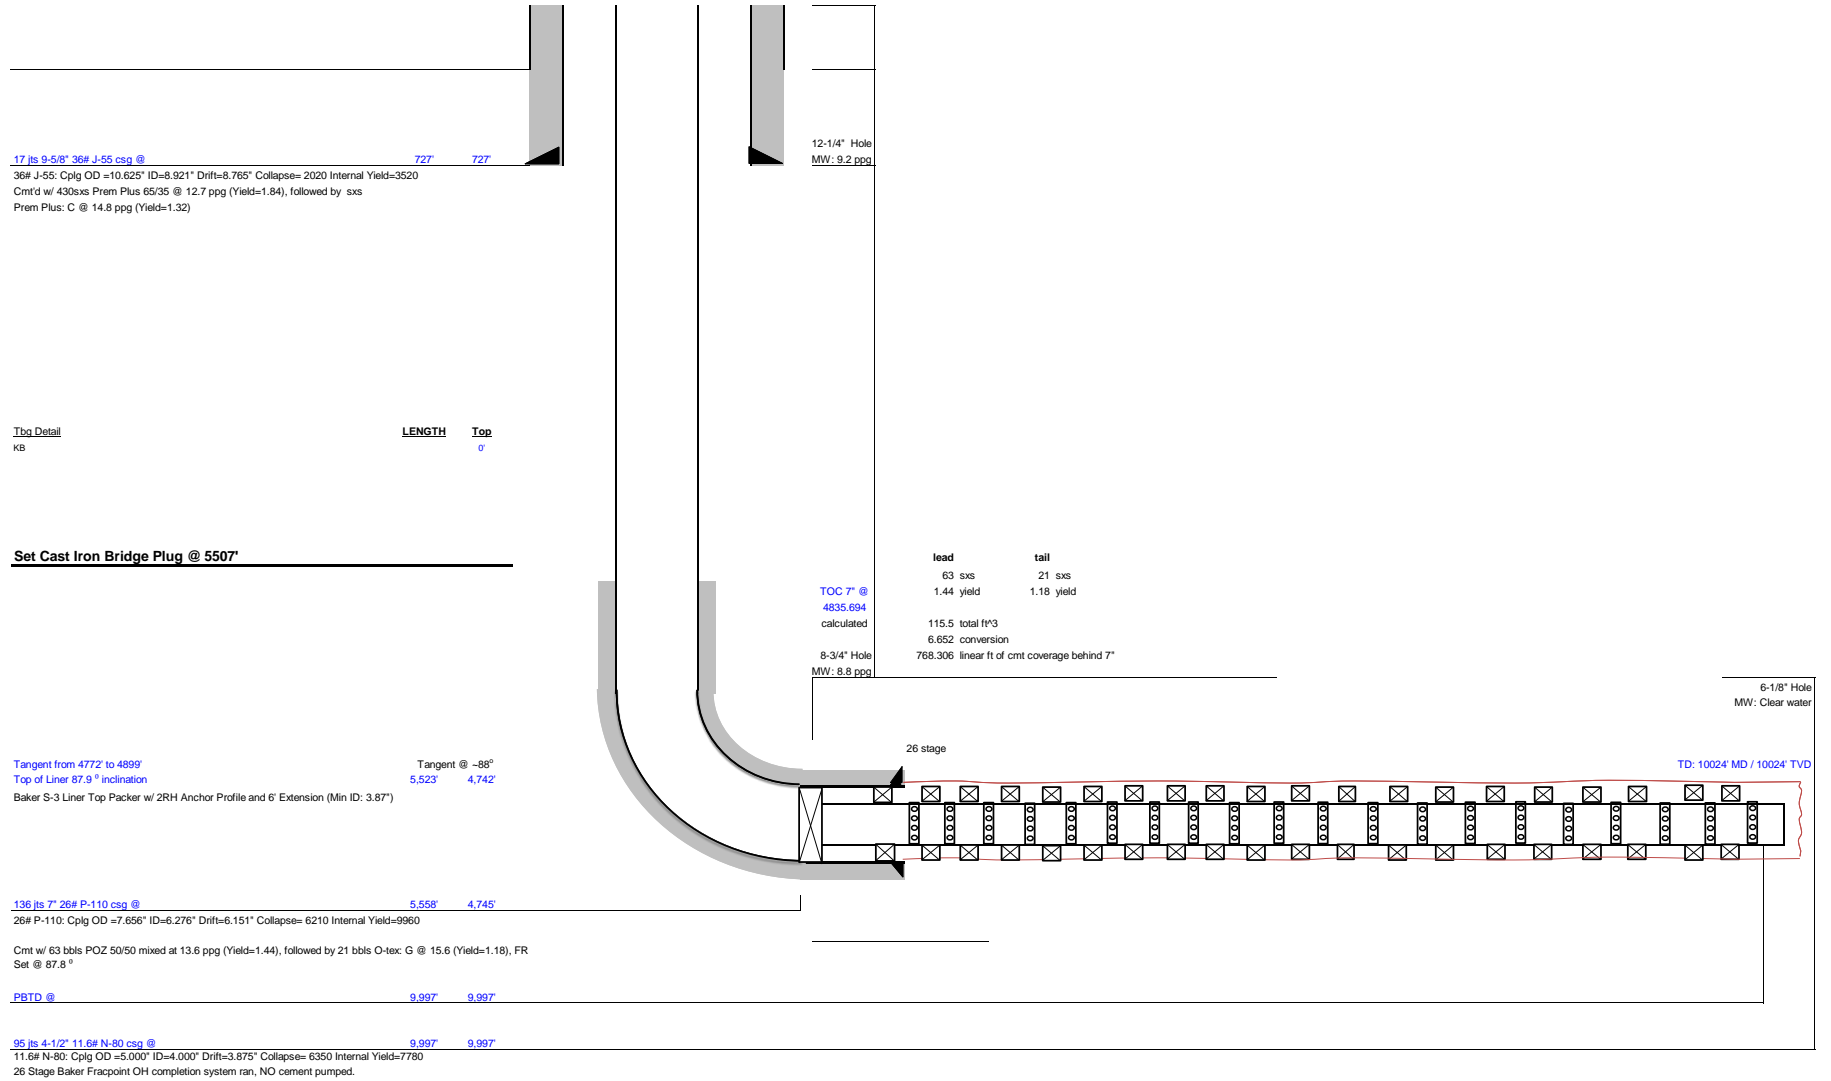 12-1/4" Hole
17 jts 9-5/8" 36# J-55 csg @ 727' 727' MW: 9.2 ppg
36# J-55: Cplg OD =10.625" ID=8.921" Drift=8.765" Collapse= 2020 Internal Yield=3520
Cmt'd w/ 430sxs Prem Plus 65/35 @ 12.7 ppg (Yield=1.84), followed by sxs
Prem Plus: C @ 14.8 ppg (Yield=1.32)
Tbg Detail LENGTH Top
KB 0'
Set Cast Iron Bridge Plug @ 5507'
lead tail
63 sxs 21 sxs
TOC 7" @ 1.44 yield 1.18 yield
4835.694
calculated 115.5 total ft^3
6.652 conversion
8-3/4" Hole 768.306 linear ft of cmt coverage behind 7"
MW: 8.8 ppg
6-1/8" Hole
MW: Clear water
26 stage
Tangent from 4772' to 4899' Tangent @ ~88⁰ TD: 10024' MD / 10024' TVD
Top of Liner 87.9 ⁰ inclination 5,523' 4,742'
Baker S-3 Liner Top Packer w/ 2RH Anchor Profile and 6' Extension (Min ID: 3.87")
136 jts 7" 26# P-110 csg @ 5,558' 4,745'
26# P-110: Cplg OD =7.656" ID=6.276" Drift=6.151" Collapse= 6210 Internal Yield=9960
Cmt w/ 63 bbls POZ 50/50 mixed at 13.6 ppg (Yield=1.44), followed by 21 bbls O-tex: G @ 15.6 (Yield=1.18), FR
Set @ 87.8 ⁰
PBTD @ 9,997' 9,997'
95 jts 4-1/2" 11.6# N-80 csg @ 9,997' 9,997'
11.6# N-80: Cplg OD =5.000" ID=4.000" Drift=3.875" Collapse= 6350 Internal Yield=7780
26 Stage Baker Fracpoint OH completion system ran, NO cement pumped.